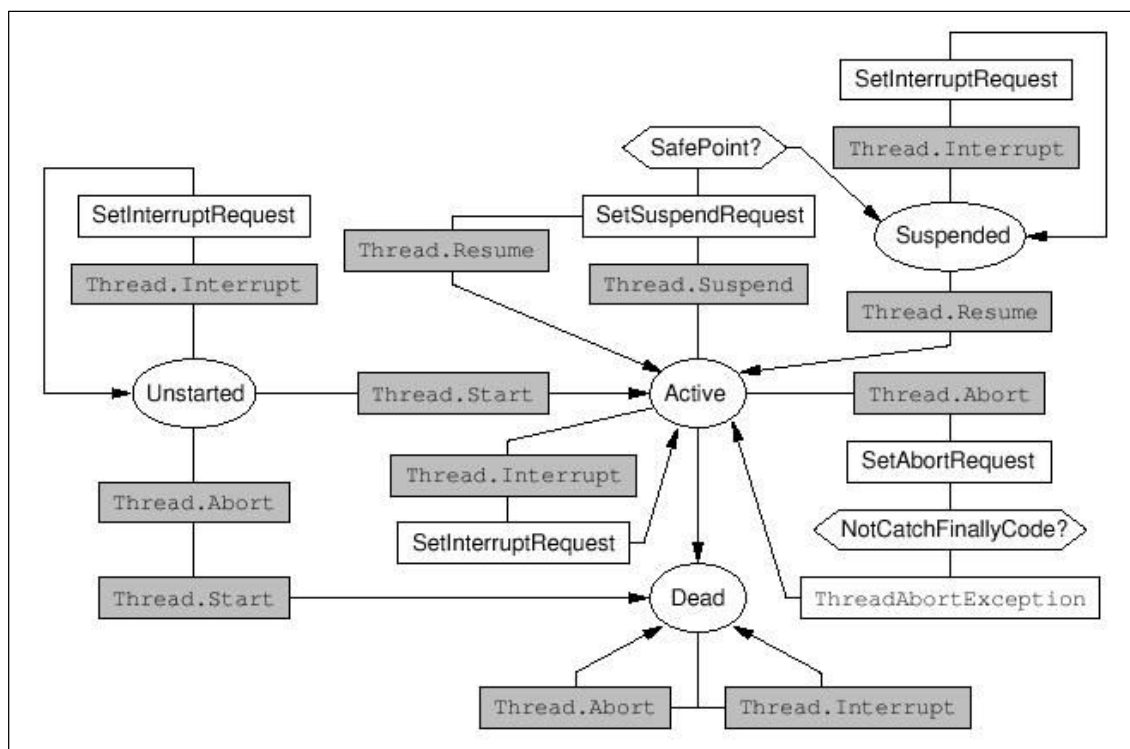 SetInterruptRequest
SafePoint?
Thread.Interrupt
SetInterruptRequest
SetSuspendRequest
Suspended
Thread.Resume
Thread.Interrupt
Thread.Suspend
Thread.Resume
Unstarted
Thread.Start
Active
Thread.Abort
SetAbortRequest
Thread.Interrupt
Thread.Abort
SetInterruptRequest
NotCatchFinallyCode?
Thread.Start
Dead
ThreadAbortException
Thread.Abort
Thread.Interrupt